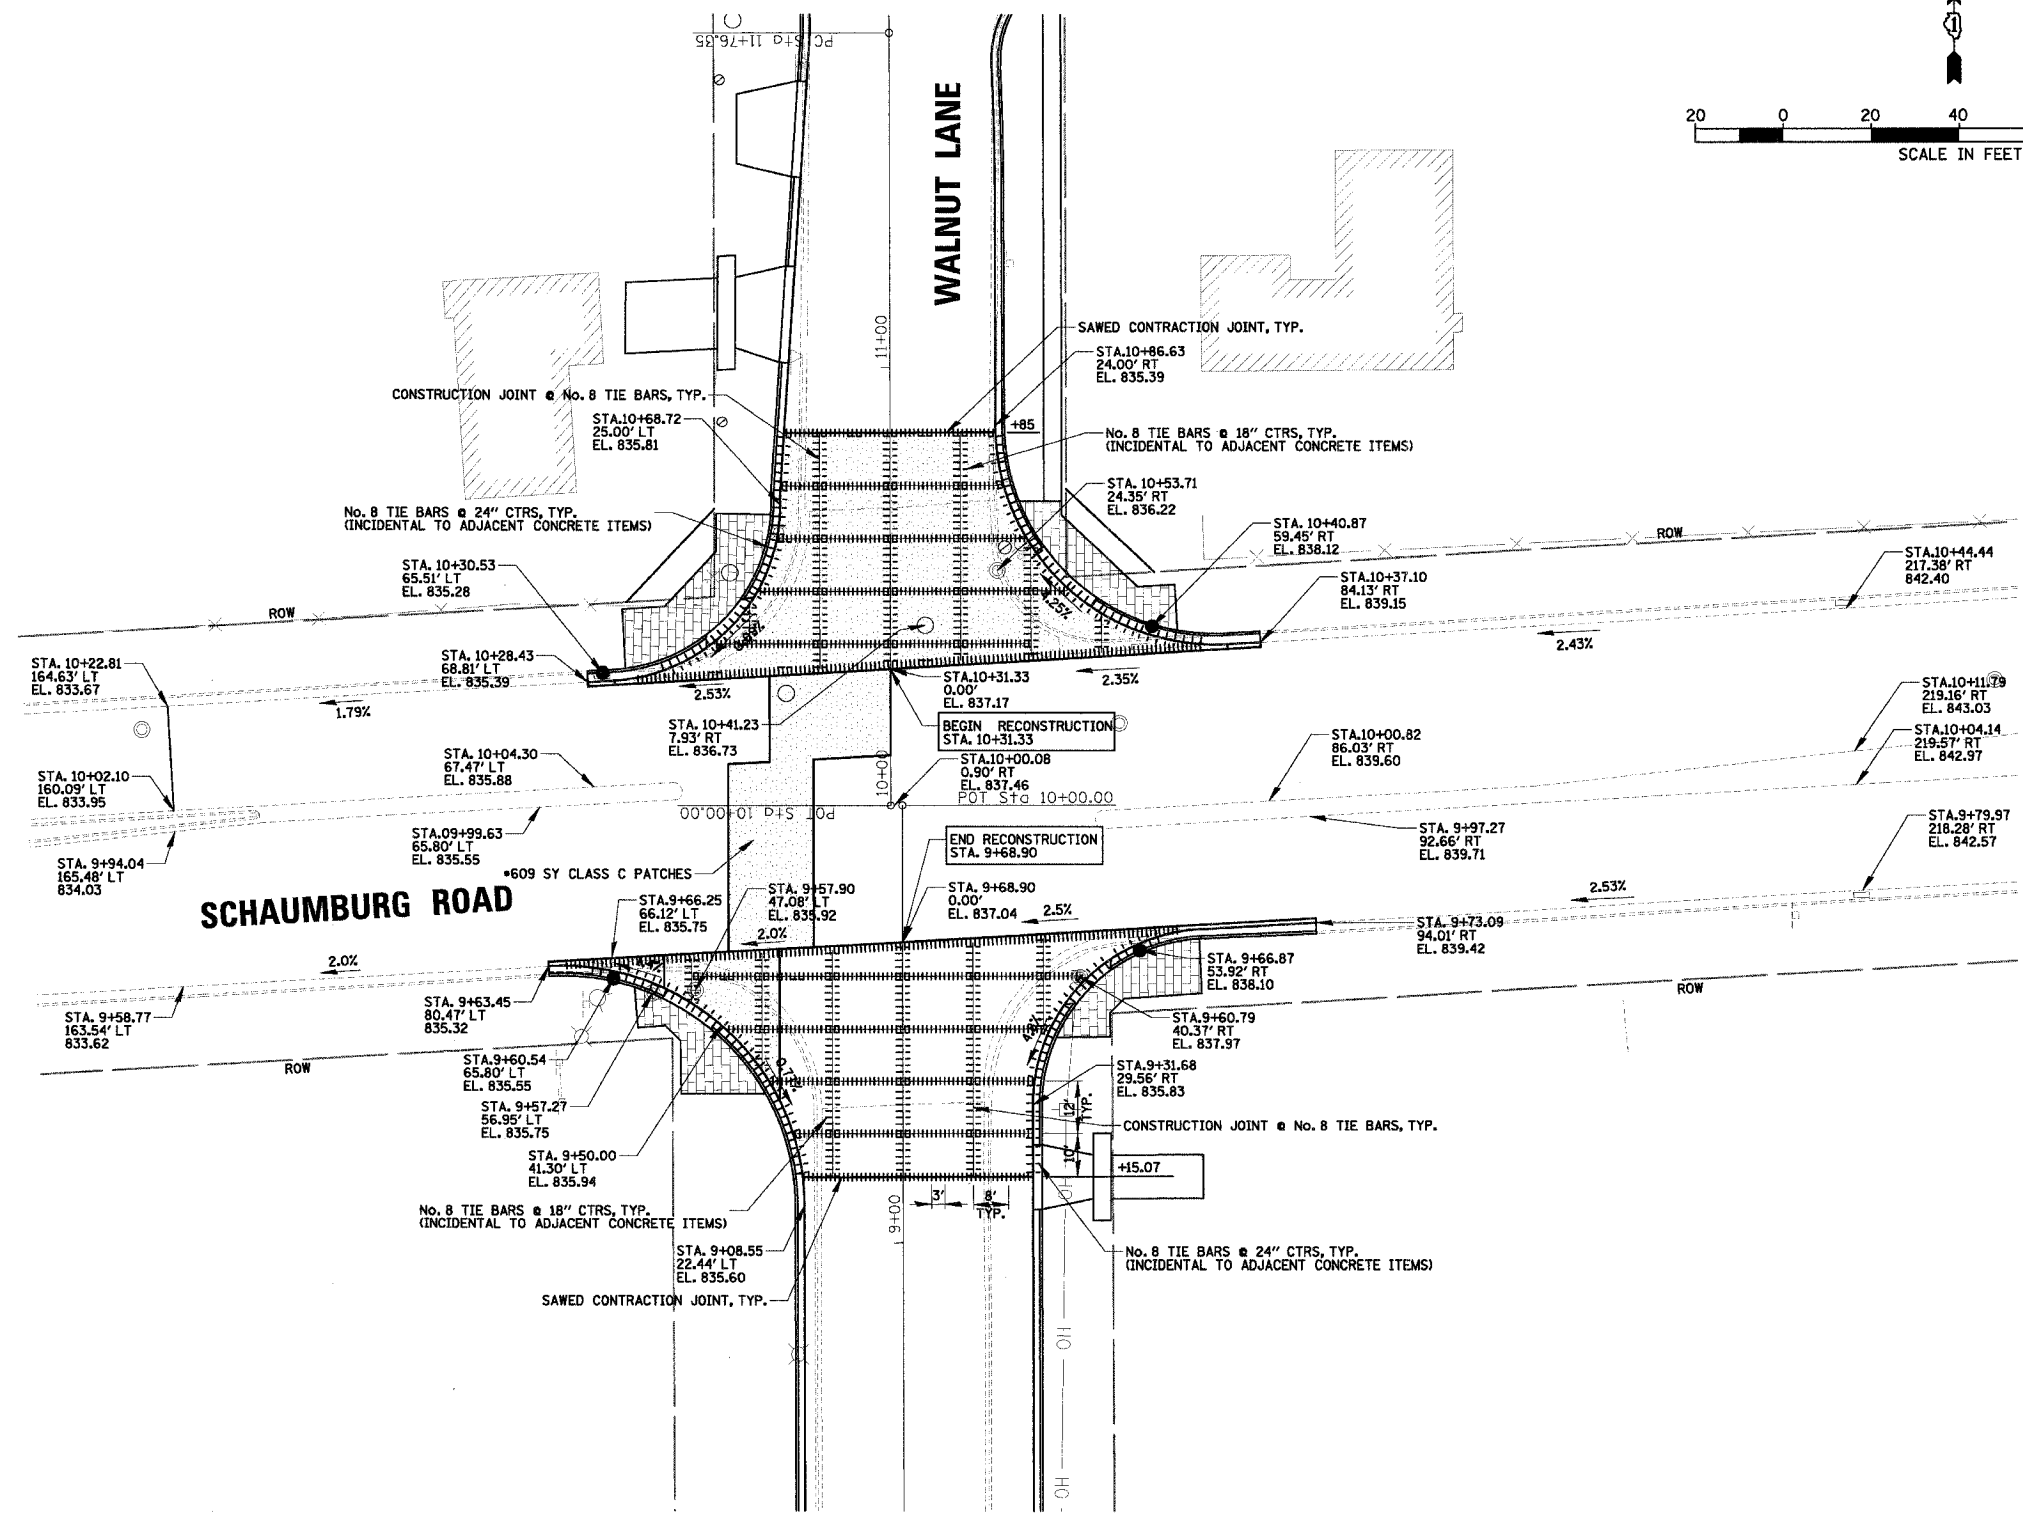 PC Sta 11+76.35
WALNUT LANE
20 0 20 40
SCALE IN FEET
11+00
SAWED CONTRACTION JOINT, TYP.
STA.10+86.63
24.00' RT
EL. 835.39
CONSTRUCTION JOINT @ No. 8 TIE BARS, TYP.
STA.10+68.72
25.00' LT
EL. 835.81
+85
No. 8 TIE BARS @ 18" CTRS, TYP.
(INCIDENTAL TO ADJACENT CONCRETE ITEMS)
STA. 10+53.71
24.35' RT
EL. 836.22
No. 8 TIE BARS @ 24" CTRS, TYP.
(INCIDENTAL TO ADJACENT CONCRETE ITEMS)
STA. 10+40.87
59.45' RT
EL. 838.12
ROW
STA.10+44.44
217.38' RT
842.40
STA. 10+30.53
65.51' LT
EL. 835.28
STA.10+37.10
84.13' RT
EL. 839.15
ROW
2.43%
STA. 10+22.81
164.63' LT
EL. 833.67
STA. 10+28.43
68.81' LT
EL. 835.39
2.53%
2.35%
1.79%
STA.10+31.33
0.00'
EL. 837.17
STA.10+11.79
219.16' RT
EL. 843.03
STA. 10+41.23
7.93' RT
EL. 836.73
BEGIN RECONSTRUCTION
STA. 10+31.33
STA.10+04.14
219.57' RT
EL. 842.97
STA.10+00.82
86.03' RT
EL. 839.60
STA. 10+04.30
67.47' LT
EL. 835.88
STA. 10+02.10
160.09' LT
EL. 833.95
10+00
STA.10+00.08
0.90' RT
EL. 837.46
POT Sta 10+00.00
POT Sta 10+00.00
STA.09+99.63
65.80' LT
EL. 835.55
STA. 9+97.27
92.66' RT
EL. 839.71
STA.9+79.97
218.28' RT
EL. 842.57
END RECONSTRUCTION
STA. 9+68.90
STA. 9+94.04
165.48' LT
834.03
*609 SY CLASS C PATCHES
SCHAUMBURG ROAD
STA. 9+57.90
47.08' LT
EL. 835.92
STA. 9+68.90
0.00'
EL. 837.04
2.5%
2.53%
STA.9+66.25
66.12' LT
EL. 835.75
2.0%
STA. 9+73.09
94.01' RT
EL. 839.42
2.0%
STA. 9+66.87
53.92' RT
EL. 838.10
ROW
STA. 9+63.45
80.47' LT
835.32
STA. 9+58.77
163.54' LT
833.62
STA. 9+60.79
40.37' RT
EL. 837.97
ROW
STA.9+60.54
65.80' LT
EL. 835.55
0.73%
STA.9+31.68
29.56' RT
EL. 835.83
STA. 9+57.27
56.95' LT
EL. 835.75
12'
TYP.
CONSTRUCTION JOINT @ No. 8 TIE BARS, TYP.
STA. 9+50.00
41.30' LT
EL. 835.94
10'
+15.07
3'
8'
TYP.
9+00
No. 8 TIE BARS @ 18" CTRS, TYP.
(INCIDENTAL TO ADJACENT CONCRETE ITEMS)
STA. 9+08.55
22.44' LT
EL. 835.60
No. 8 TIE BARS @ 24" CTRS, TYP.
(INCIDENTAL TO ADJACENT CONCRETE ITEMS)
SAWED CONTRACTION JOINT, TYP.
OH
OH
OH